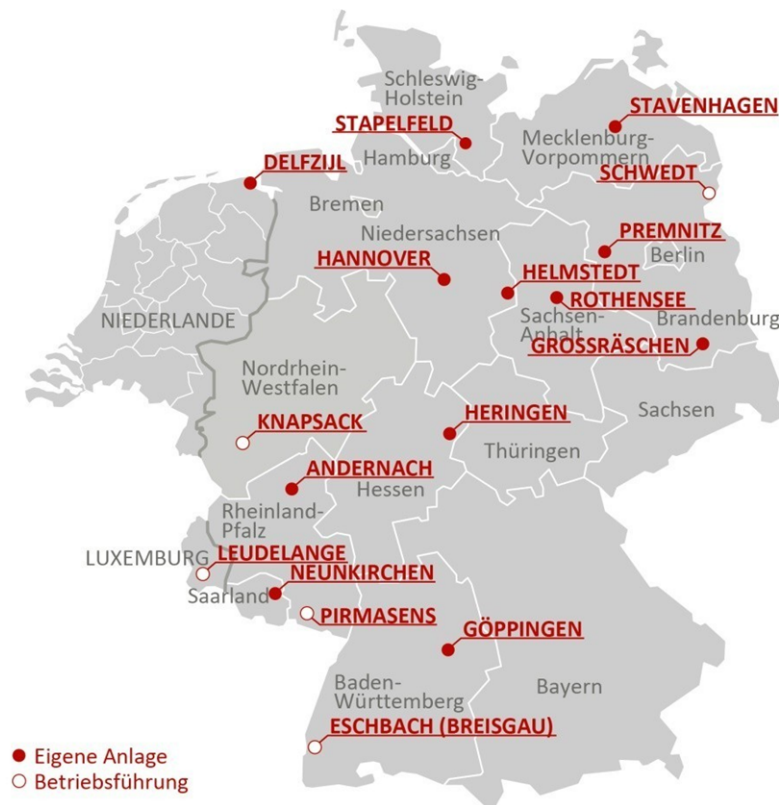 Schleswig-
Holstein
STAVENHAGEN
STAPELFELD
Mecklenburg-
Vorpommern
Hamburg
DELFZIJL
SCHWEDT
Bremen
Niedersachsen
PREMNITZ
Berlin
HANNOVER
HELMSTEDT
ROTHENSEE
NIEDERLANDE
Sachsen-
Anhalt
Brandenburg
GROSSRÄSCHEN
Nordrhein-
Westfalen
Sachsen
KNAPSACK
HERINGEN
Thüringen
ANDERNACH
Hessen
Rheinland-
Pfalz
LUXEMBURG
LEUDELANGE
NEUNKIRCHEN
Saarland
PIRMASENS
GÖPPINGEN
Baden-
Württemberg
Bayern
ESCHBACH (BREISGAU)
Eigene Anlage
Betriebsführung